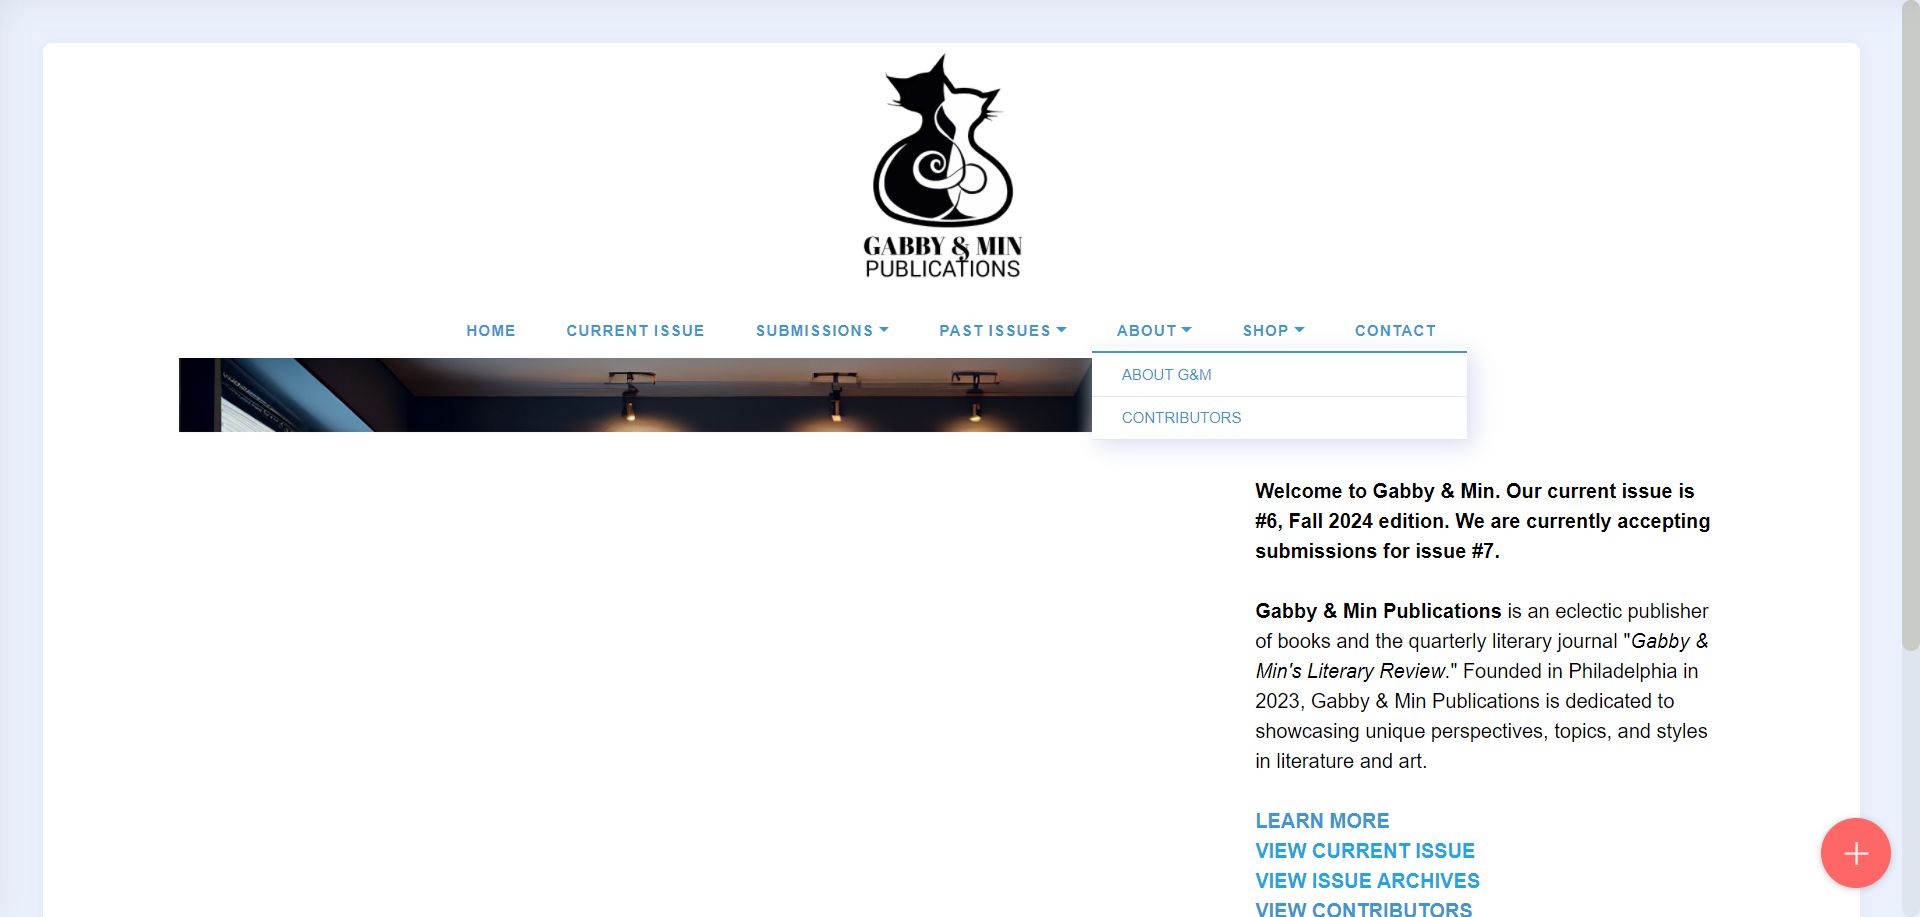 GABBY & MIN
PUBLICATIONS
HOME CURRENT ISSUE SUBMISSIONS PAST ISSUES ABOUT SHOP CONTACT
ABOUT G&M
CONTRIBUTORS
Welcome to Gabby & Min. Our current issue is
#6, Fall 2024 edition. We are currently accepting
submissions for issue #7.
Gabby & Min Publications is an eclectic publisher
of books and the quarterly literary journal "Gabby &
Min's Literary Review." Founded in Philadelphia in
2023, Gabby & Min Publications is dedicated to
showcasing unique perspectives, topics, and styles
in literature and art.
LEARN MORE
VIEW CURRENT ISSUE
VIEW ISSUE ARCHIVES
VIEW CONTRIBUTORS